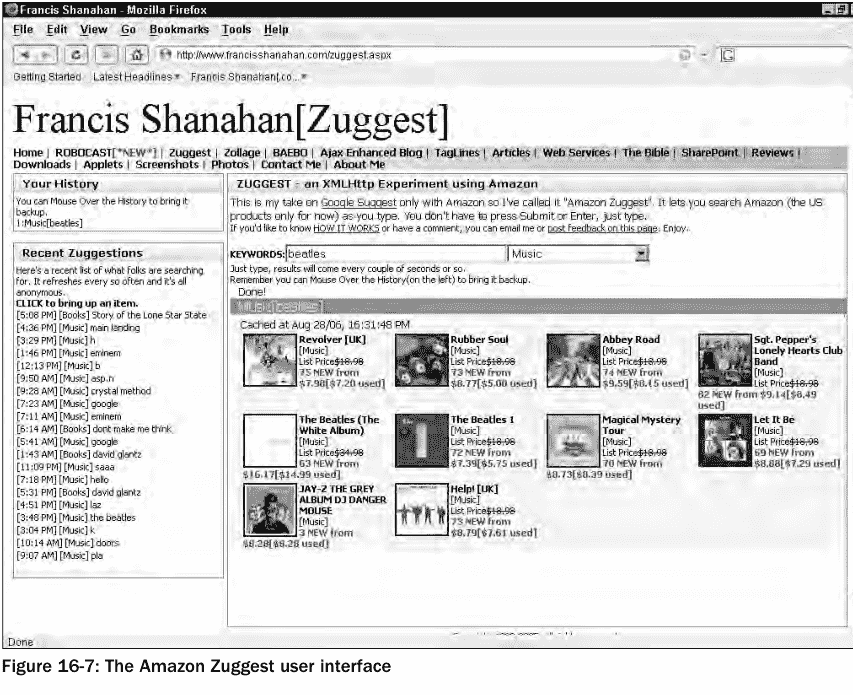 Francis Shanahan - Mozilla Firefox
File Edit View Go Bookmarks Tools Help
http://www.francisshanahan.com/zuggest.aspx
G
Getting Started Latest Headlines Francis Shanahan[.co...
Francis Shanahan[Zuggest]
Home | ROBOCAST[*NEW*] | Zuggest | Zollage | BAEBO | Ajax Enhanced Blog | TagLines | Articles | Web Services | The Bible | SharePoint | Reviews |
Downloads | Applets | Screenshots | Photos | Contact Me | About Me
Your History
You can Mouse Over the History to bring it
backup.
1:Music[beatles]
Recent Zuggestions
Here's a recent list of what folks are searching
for. It refreshes every so often and it's all
anonymous.
CLICK to bring up an item.
[5:08 PM] [Books] Story of the Lone Star State
[4:36 PM] [Music] main landing
[3:29 PM] [Music] h
[1:46 PM] [Music] eminem
[12:13 PM] [Music] b
[9:50 AM] [Music] asp.n
[9:28 AM] [Music] crystal method
[7:23 AM] [Music] google
[7:11 AM] [Music] eminem
[6:14 AM] [Books] dont make me think
[5:41 AM] [Music] google
[1:43 AM] [Books] david glantz
[11:09 PM] [Music] saaa
[7:18 PM] [Music] hello
[5:31 PM] [Books] david glantz
[4:51 PM] [Music] laz
[3:48 PM] [Music] the beatles
[3:04 PM] [Music] k
[10:14 AM] [Music] doors
[9:07 AM] [Music] pla
ZUGGEST - an XMLHttp Experiment using Amazon
This is my take on Google Suggest only with Amazon so I've called it "Amazon Zuggest". It lets you search Amazon (the US
products only for now) as you type. You don't have to press Submit or Enter, just type.
If you'd like to know HOW IT WORKS or have a comment, you can email me or post feedback on this page. Enjoy.
KEYWORDS: beatles Music
Just type, results will come every couple of seconds or so.
Remember you can Mouse Over the History(on the left) to bring it backup.
Done!
Music[beatles]
Cached at Aug 28/06, 16:31:48 PM
Revolver [UK]
[Music]
List Price$18.98
75 NEW from
$7.98[$7.20 used]
Rubber Soul
[Music]
List Price$18.98
73 NEW from
$8.77[$5.00 used]
Abbey Road
[Music]
List Price$18.98
74 NEW from
$9.59[$8.15 used]
Sgt. Pepper's
Lonely Hearts Club
Band
[Music]
List Price$18.98
82 NEW from $9.14[$8.49
used]
The Beatles (The
White Album)
[Music]
List Price$34.98
63 NEW from
$16.17[$14.99 used]
The Beatles 1
[Music]
List Price$18.98
72 NEW from
$7.39[$5.75 used]
Magical Mystery
Tour
[Music]
List Price$18.98
70 NEW from
$8.73[$8.39 used]
Let It Be
[Music]
List Price$18.98
69 NEW from
$8.88[$7.29 used]
JAY-Z THE GREY
ALBUM DJ DANGER
MOUSE
[Music]
3 NEW from
$8.28[$8.28 used]
Help! [UK]
[Music]
List Price$18.98
73 NEW from
$8.79[$7.61 used]
Done
Figure 16-7: The Amazon Zuggest user interface